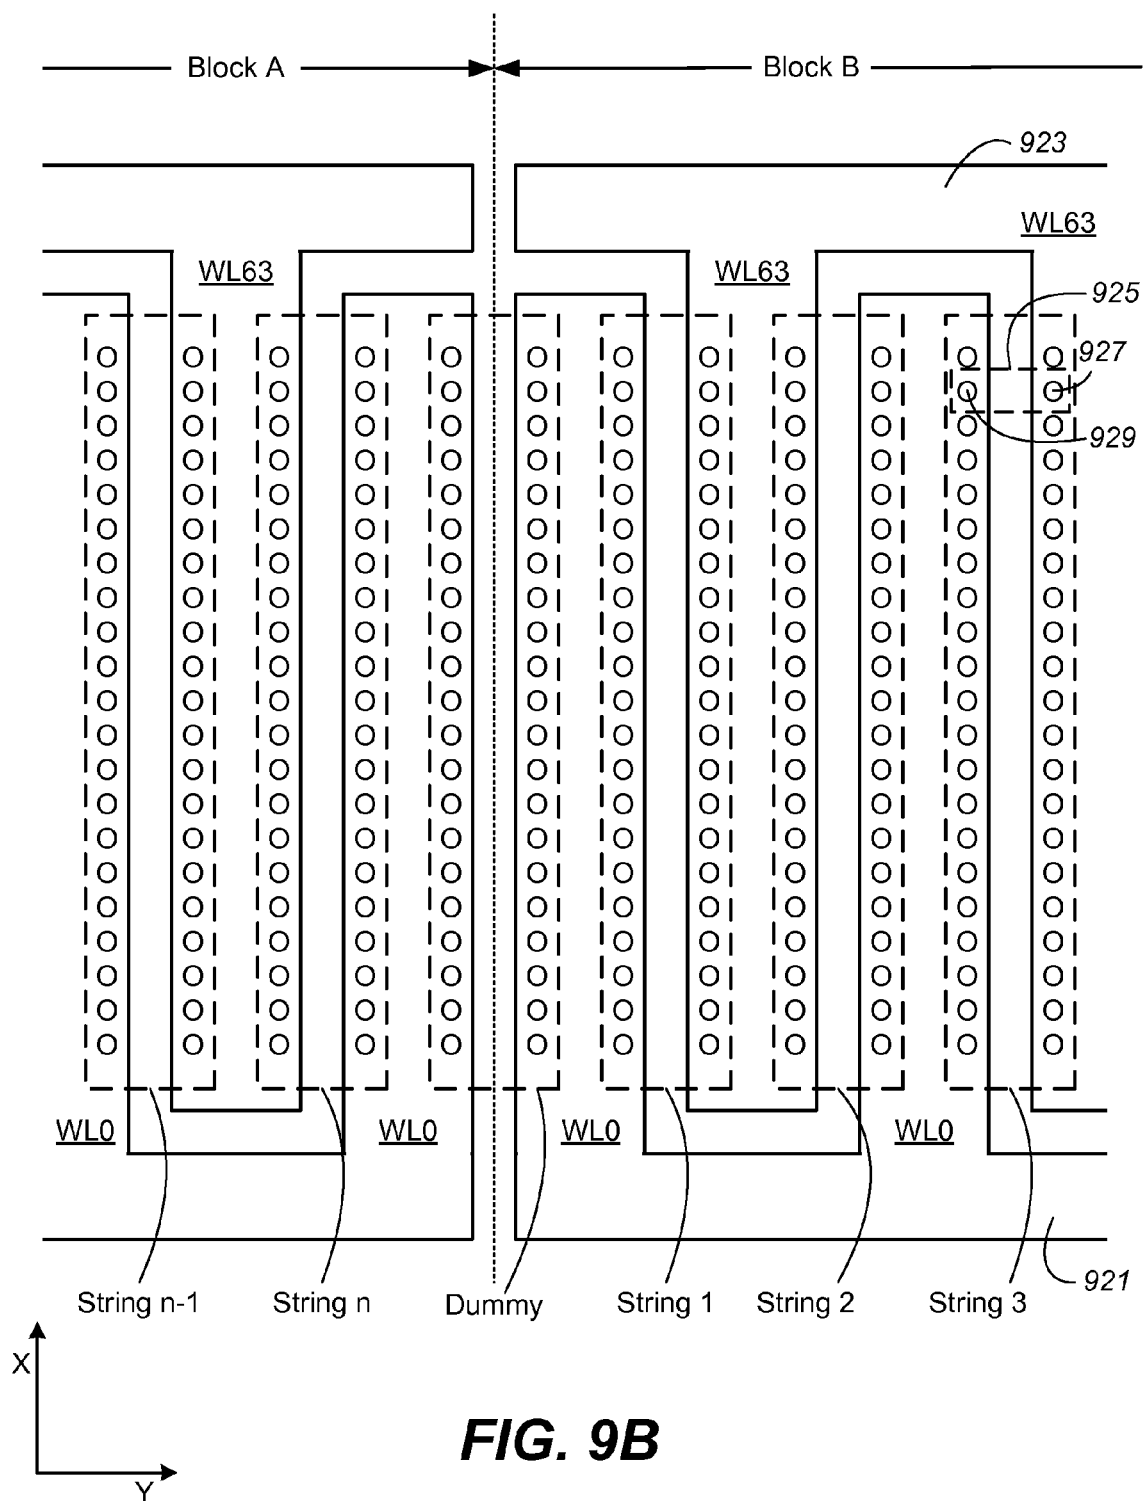 Block A
Block B
923
WL63
WL63
WL63
925
927
929
WL0
WL0
WL0
WL0
921
String n-1
String n
Dummy
String 1
String 2
String 3
X
Y
FIG. 9B